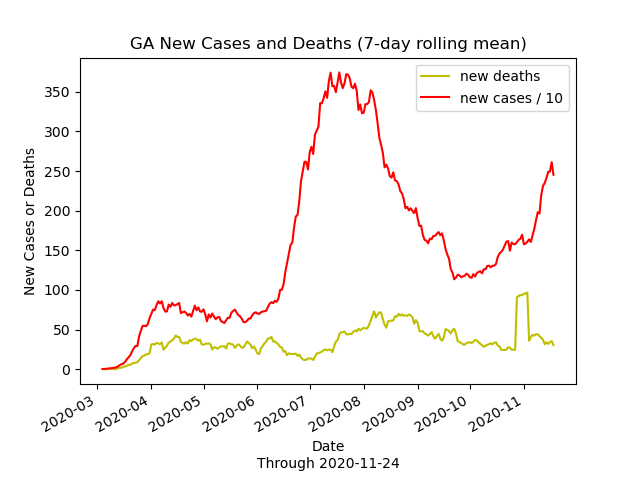 GA New Cases and Deaths (7-day rolling mean)
new deaths
new cases / 10
350
300
250
200
150
100
50
0
New Cases or Deaths
2020-03
2020-04
2020-05
2020-06
2020-07
2020-08
2020-09
2020-10
2020-11
Date
Through 2020-11-24